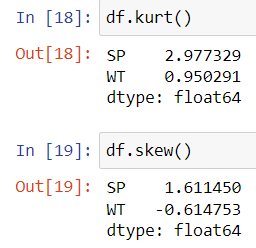 In [18]: df.kurt()
Out[18]: SP 2.977329
WT 0.950291
dtype: float64
In [19]: df.skew()
Out[19]: SP 1.611450
WT -0.614753
dtype: float64